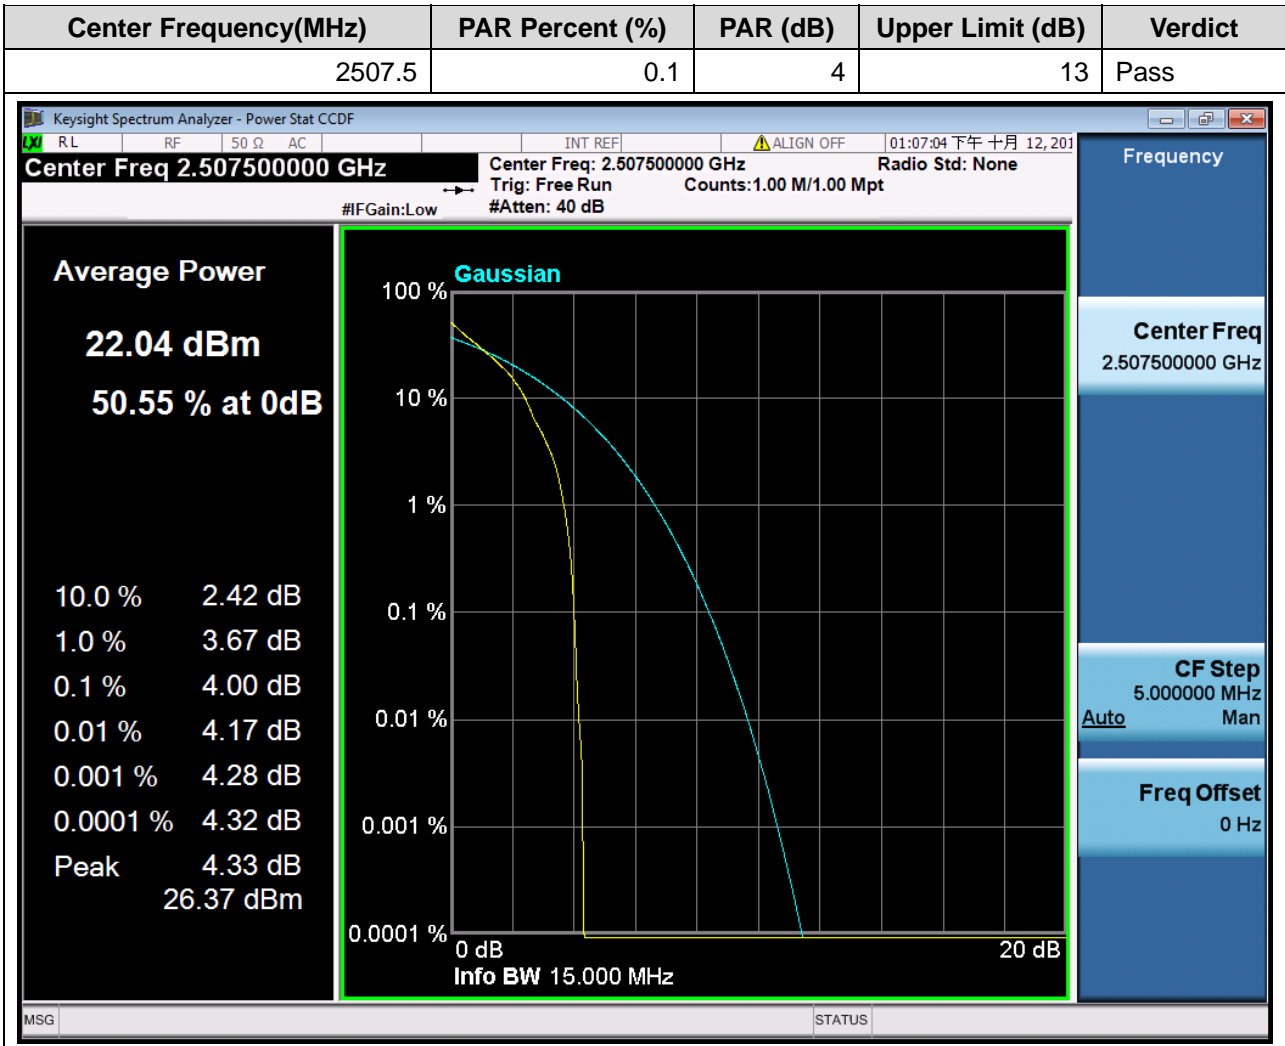 Center Frequency(MHz) PAR Percent (%) PAR (dB) Upper Limit (dB) Verdict
2507.5 0.1 4 13 Pass
Keysight Spectrum Analyzer - Power Stat CCDF
LXI RL RF 50 Ω AC INT REF ALIGN OFF 01:07:04 下午 十月 12, 201
Center Freq 2.507500000 GHz
Center Freq: 2.507500000 GHz Radio Std: None
Trig: Free Run Counts:1.00 M/1.00 Mpt
#IFGain:Low #Atten: 40 dB
Frequency
Average Power
22.04 dBm
50.55 % at 0dB
10.0 % 2.42 dB
1.0 % 3.67 dB
0.1 % 4.00 dB
0.01 % 4.17 dB
0.001 % 4.28 dB
0.0001 % 4.32 dB
Peak 4.33 dB
26.37 dBm
Gaussian
100 %
10 %
1 %
0.1 %
0.01 %
0.001 %
0.0001 %
0 dB 20 dB
Info BW 15.000 MHz
Center Freq
2.507500000 GHz
CF Step
5.000000 MHz
Auto Man
Freq Offset
0 Hz
MSG STATUS